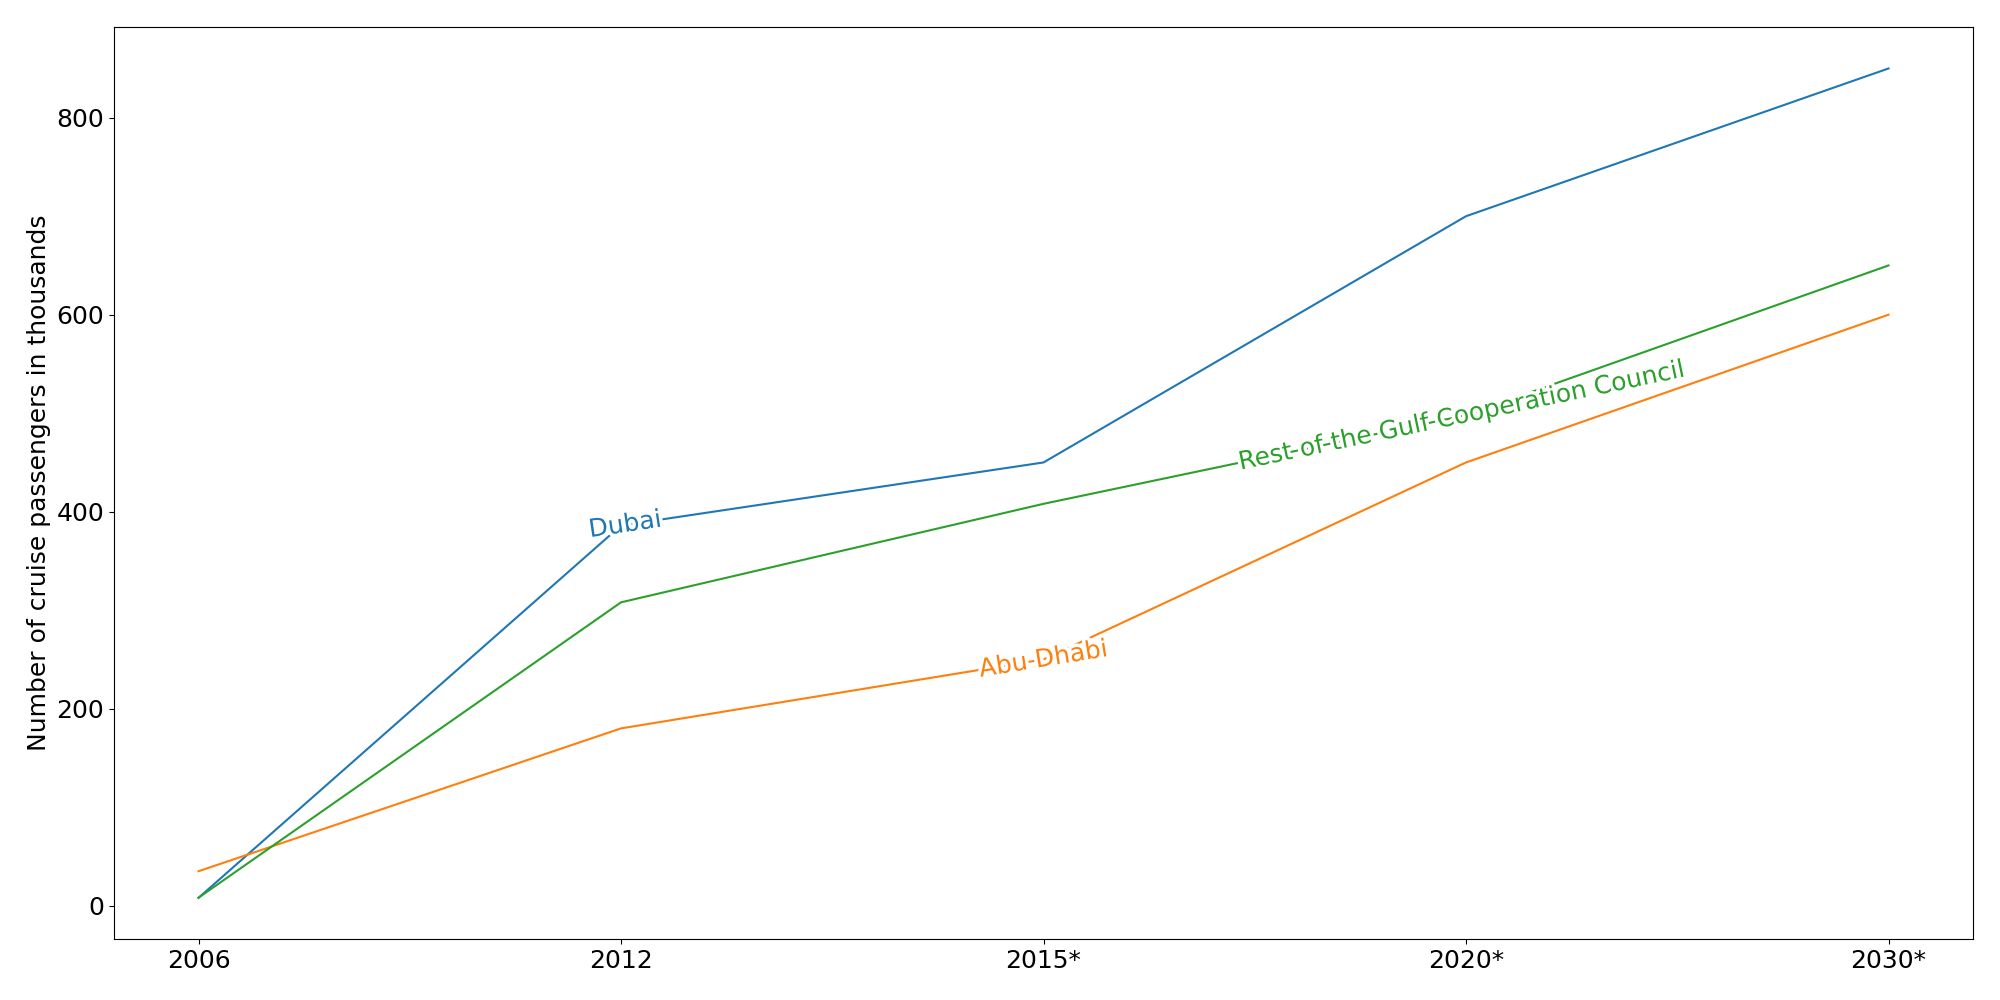 Number of cruise passengers in thousands
800
600
400
200
0
Dubai
Rest-of-the-Gulf-Cooperation Council
Abu-Dhabi
2006
2012
2015*
2020*
2030*